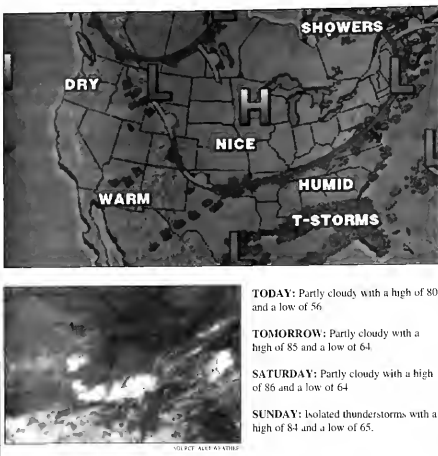 SHOWERS
DRY
L
L
H
NICE
WARM
HUMID
T-STORMS
L
TODAY: Partly cloudy with a high of 80
and a low of 56
TOMORROW: Partly cloudy with a
high of 85 and a low of 64
SATURDAY: Partly cloudy with a high
of 86 and a low of 64
SUNDAY: Isolated thunderstorms with a
high of 84 and a low of 65.